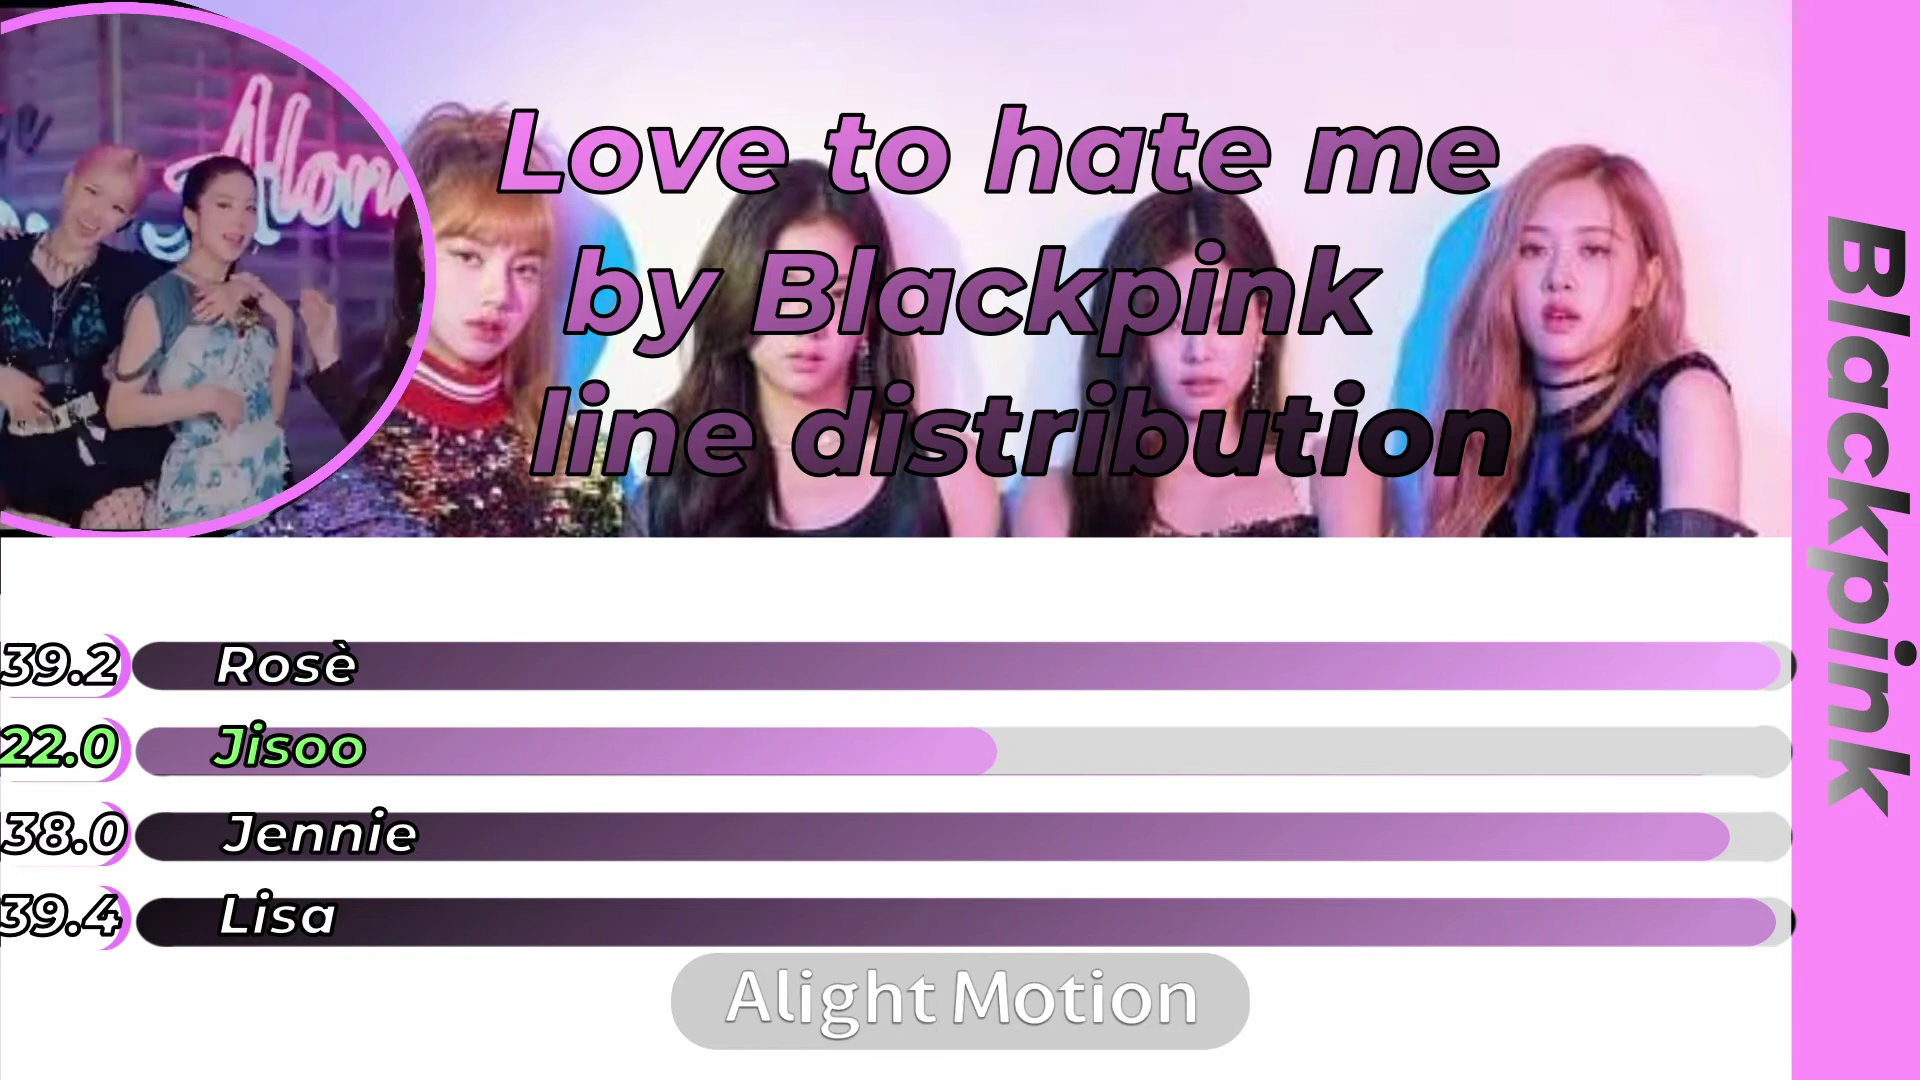 Alon
Love to hate me
by Blackpink
line distribution
Blackpink
39.2 Rosè
22.0 Jisoo
38.0 Jennie
39.4 Lisa
Alight Motion